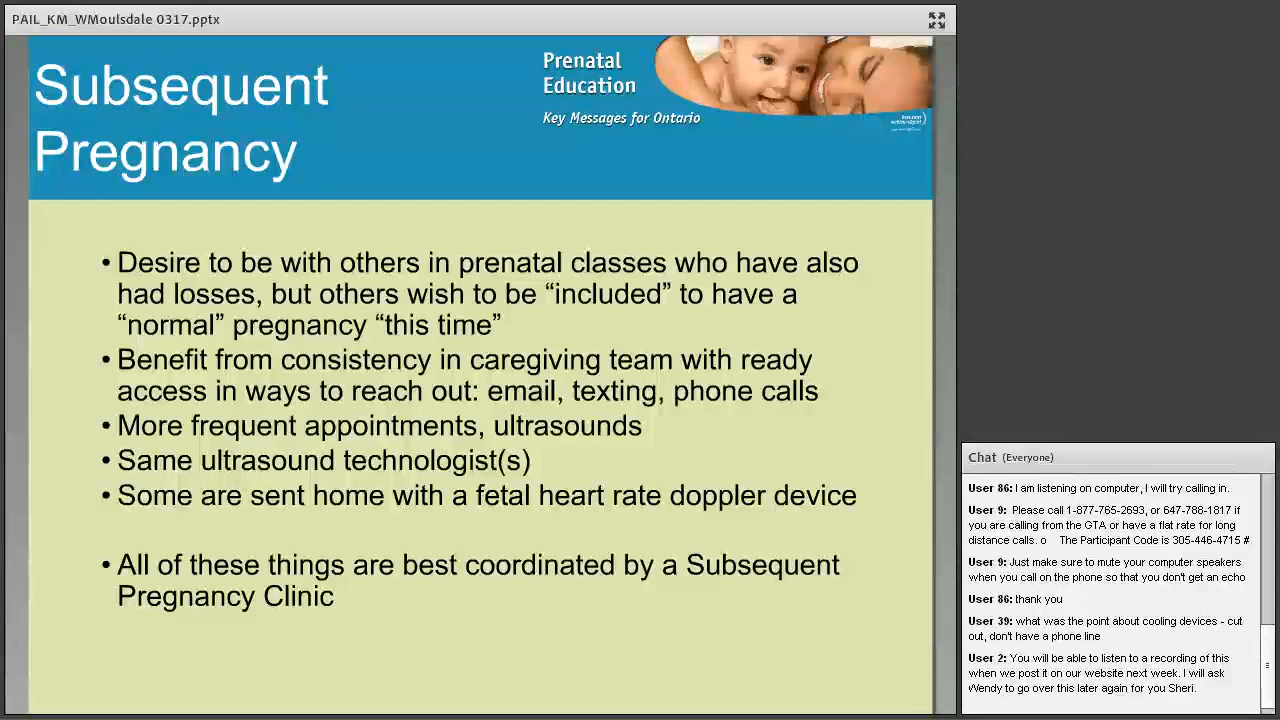 PAIL_KM_WMoulsdale 0317.pptx
Subsequent
Pregnancy
Prenatal
Education
Key Messages for Ontario
• Desire to be with others in prenatal classes who have also
had losses, but others wish to be “included” to have a
“normal” pregnancy “this time”
• Benefit from consistency in caregiving team with ready
access in ways to reach out: email, texting, phone calls
• More frequent appointments, ultrasounds
• Same ultrasound technologist(s)
• Some are sent home with a fetal heart rate doppler device
• All of these things are best coordinated by a Subsequent
Pregnancy Clinic
Chat (Everyone)
User 86: I am listening on computer, I will try calling in.
User 9: Please call 1-877-765-2693, or 647-788-1817 if
you are calling from the GTA or have a flat rate for long
distance calls. o The Participant Code is 305-446-4715 #
User 9: Just make sure to mute your computer speakers
when you call on the phone so that you don't get an echo
User 86: thank you
User 39: what was the point about cooling devices - cut
out, don't have a phone line
User 2: You will be able to listen to a recording of this
when we post it on our website next week. I will ask
Wendy to go over this later again for you Sheri.